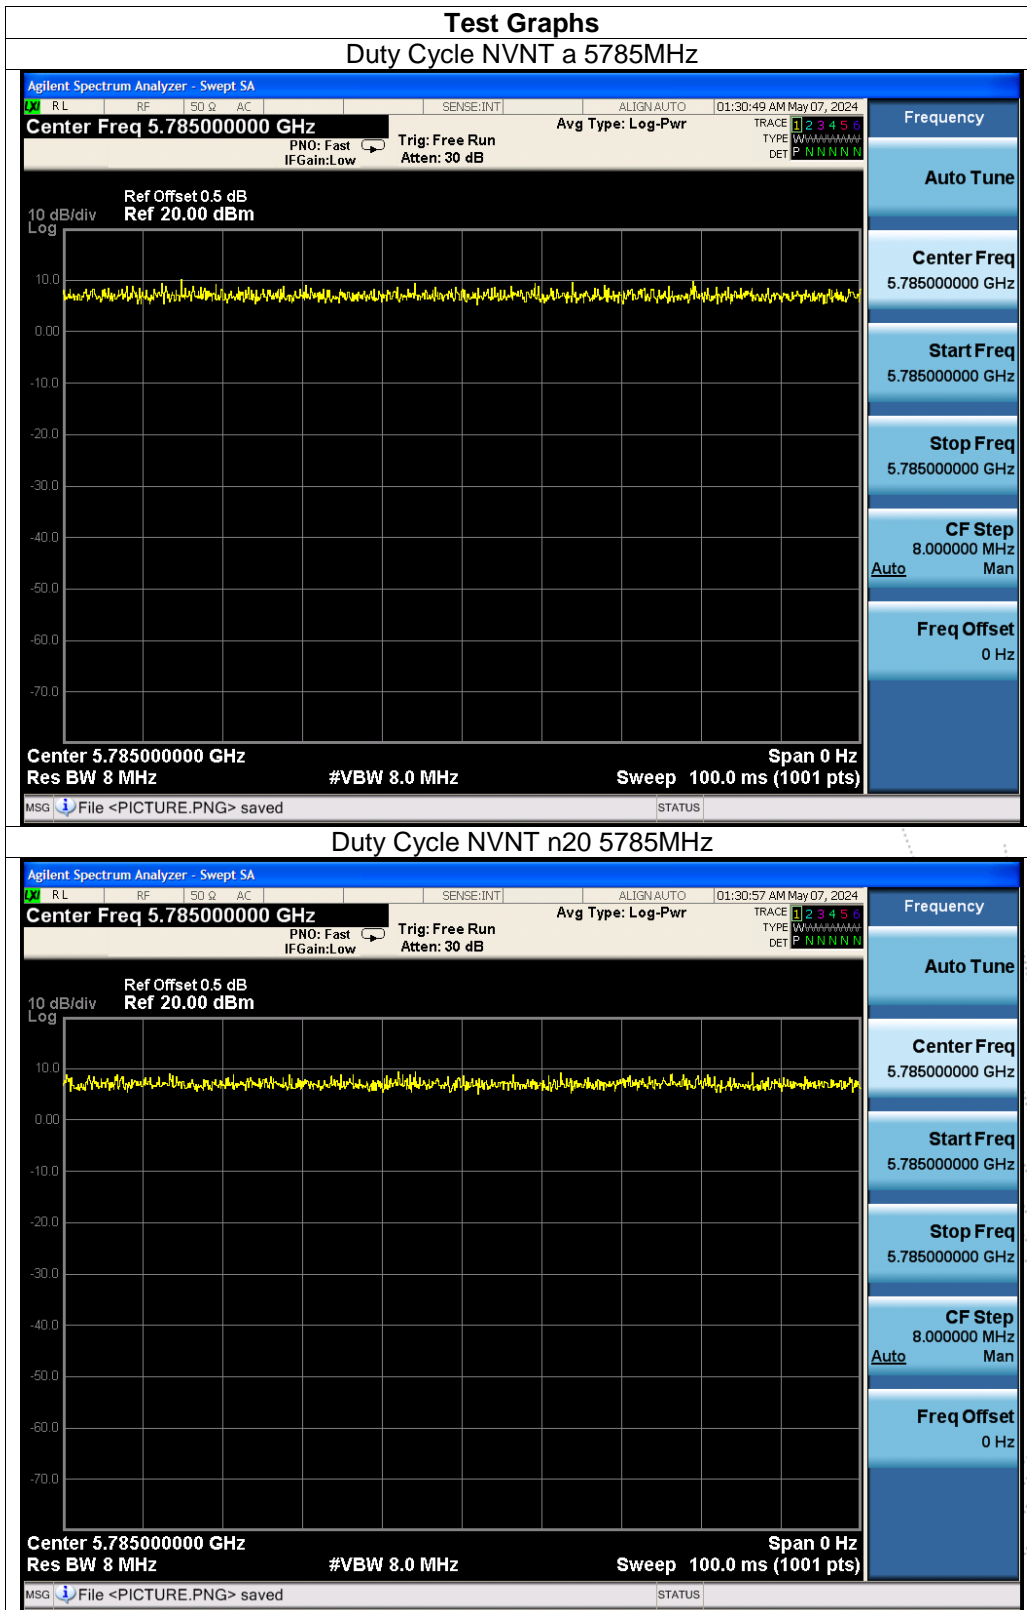 Test Graphs
Duty Cycle NVNT a 5785MHz
Agilent Spectrum Analyzer - Swept SA
LXI RL RF 50 Ω AC SENSE:INT ALIGNAUTO 01:30:49 AM May 07, 2024
Center Freq 5.785000000 GHz Avg Type: Log-Pwr TRACE 1 2 3 4 5 6
PNO: Fast Trig: Free Run TYPE WWWWWW
IFGain:Low Atten: 30 dB DET P N N N N N
Frequency
Ref Offset 0.5 dB
10 dB/div Ref 20.00 dBm
Log
10.0
0.00
-10.0
-20.0
-30.0
-40.0
-50.0
-60.0
-70.0
Center 5.785000000 GHz Span 0 Hz
Res BW 8 MHz #VBW 8.0 MHz Sweep 100.0 ms (1001 pts)
Auto Tune
Center Freq
5.785000000 GHz
Start Freq
5.785000000 GHz
Stop Freq
5.785000000 GHz
CF Step
8.000000 MHz
Auto Man
Freq Offset
0 Hz
MSG File <PICTURE.PNG> saved STATUS
Duty Cycle NVNT n20 5785MHz
Agilent Spectrum Analyzer - Swept SA
LXI RL RF 50 Ω AC SENSE:INT ALIGNAUTO 01:30:57 AM May 07, 2024
Center Freq 5.785000000 GHz Avg Type: Log-Pwr TRACE 1 2 3 4 5 6
PNO: Fast Trig: Free Run TYPE WWWWWW
IFGain:Low Atten: 30 dB DET P N N N N N
Frequency
Ref Offset 0.5 dB
10 dB/div Ref 20.00 dBm
Log
10.0
0.00
-10.0
-20.0
-30.0
-40.0
-50.0
-60.0
-70.0
Center 5.785000000 GHz Span 0 Hz
Res BW 8 MHz #VBW 8.0 MHz Sweep 100.0 ms (1001 pts)
Auto Tune
Center Freq
5.785000000 GHz
Start Freq
5.785000000 GHz
Stop Freq
5.785000000 GHz
CF Step
8.000000 MHz
Auto Man
Freq Offset
0 Hz
MSG File <PICTURE.PNG> saved STATUS